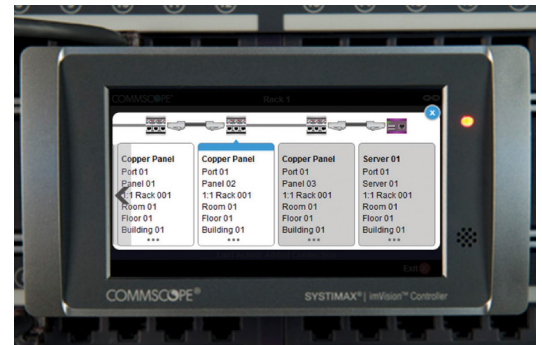 COMMSCOPE®
Rack 1
Copper Panel
Port 01
Panel 01
1:1 Rack 001
Room 01
Floor 01
Building 01
•••
Copper Panel
Port 01
Panel 02
1:1 Rack 001
Room 01
Floor 01
Building 01
•••
Copper Panel
Port 01
Panel 03
1:1 Rack 001
Room 01
Floor 01
Building 01
•••
Server 01
Port 01
Server 01
1:1 Rack 001
Room 01
Floor 01
Building 01
•••
Exit
COMMSCOPE®
SYSTIMAX® | imVision™ Controller